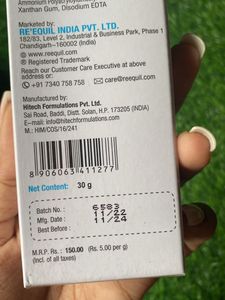 Ammonium Polyacryloyldimethyl
Xanthan Gum, Disodium EDTA
Marketed by:
RE'EQUIL INDIA PVT. LTD.
182/83, Level 2, Industrial & Business Park, Phase 1
Chandigarh–160002 (India)
www.reequil.com
® Registered Trademark
Reach our Customer Care Executive at above
address or
+91 7340 758 758 care@reequil.com
Manufactured by:
Hitech Formulations Pvt. Ltd.
Sai Road, Baddi, Distt. Solan, H.P. 173205 (INDIA)
E-mail: info@hitechformulations.com
M.: HIM/COS/16/241
8 906063 411277
Net Content: 30 g
Batch No. : 6583
Mfg. Date : 11/22
Best Before : 11/24
M.R.P. Rs. : 150.00 (Rs. 5.00 per g)
(Incl. of all taxes)